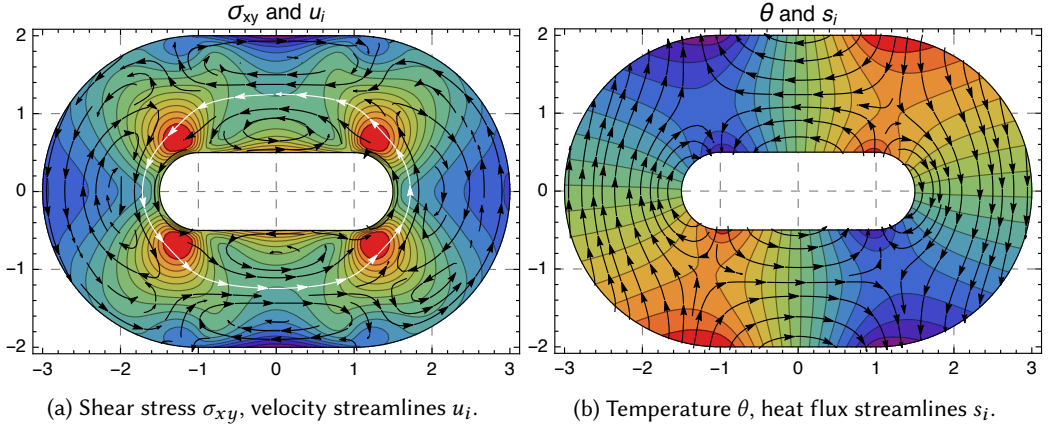 σxy and ui
θ and si
2
1
0
−1
−2
−3 −2 −1 0 1 2 3
2
1
0
−1
−2
−3 −2 −1 0 1 2 3
(a) Shear stress σxy, velocity streamlines ui.
(b) Temperature θ, heat flux streamlines si.